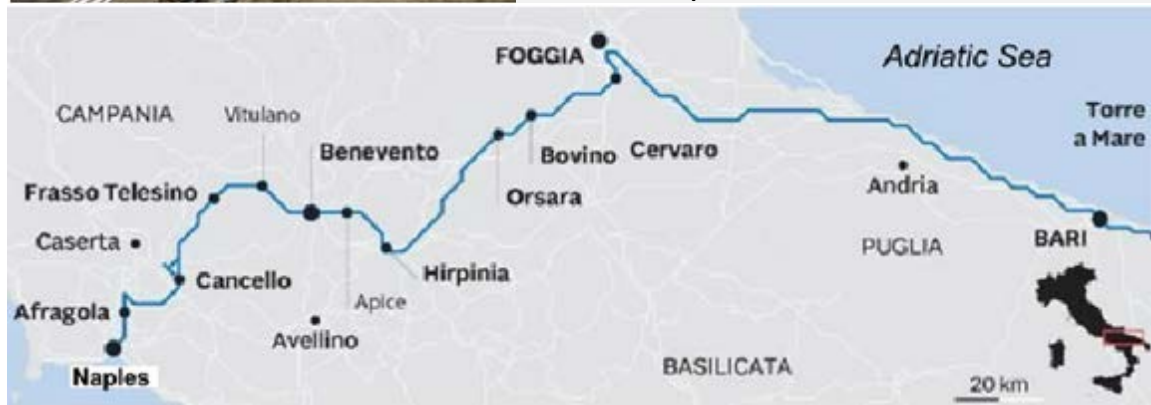 FOGGIA
Adriatic Sea
CAMPANIA
Vitulano
Torre
a Mare
Benevento
Bovino
Cervaro
Frasso Telesino
Orsara
Andria
Caserta
PUGLIA
BARI
Cancello
Hirpinia
Afragola
Apice
Avellino
BASILICATA
Naples
20 km